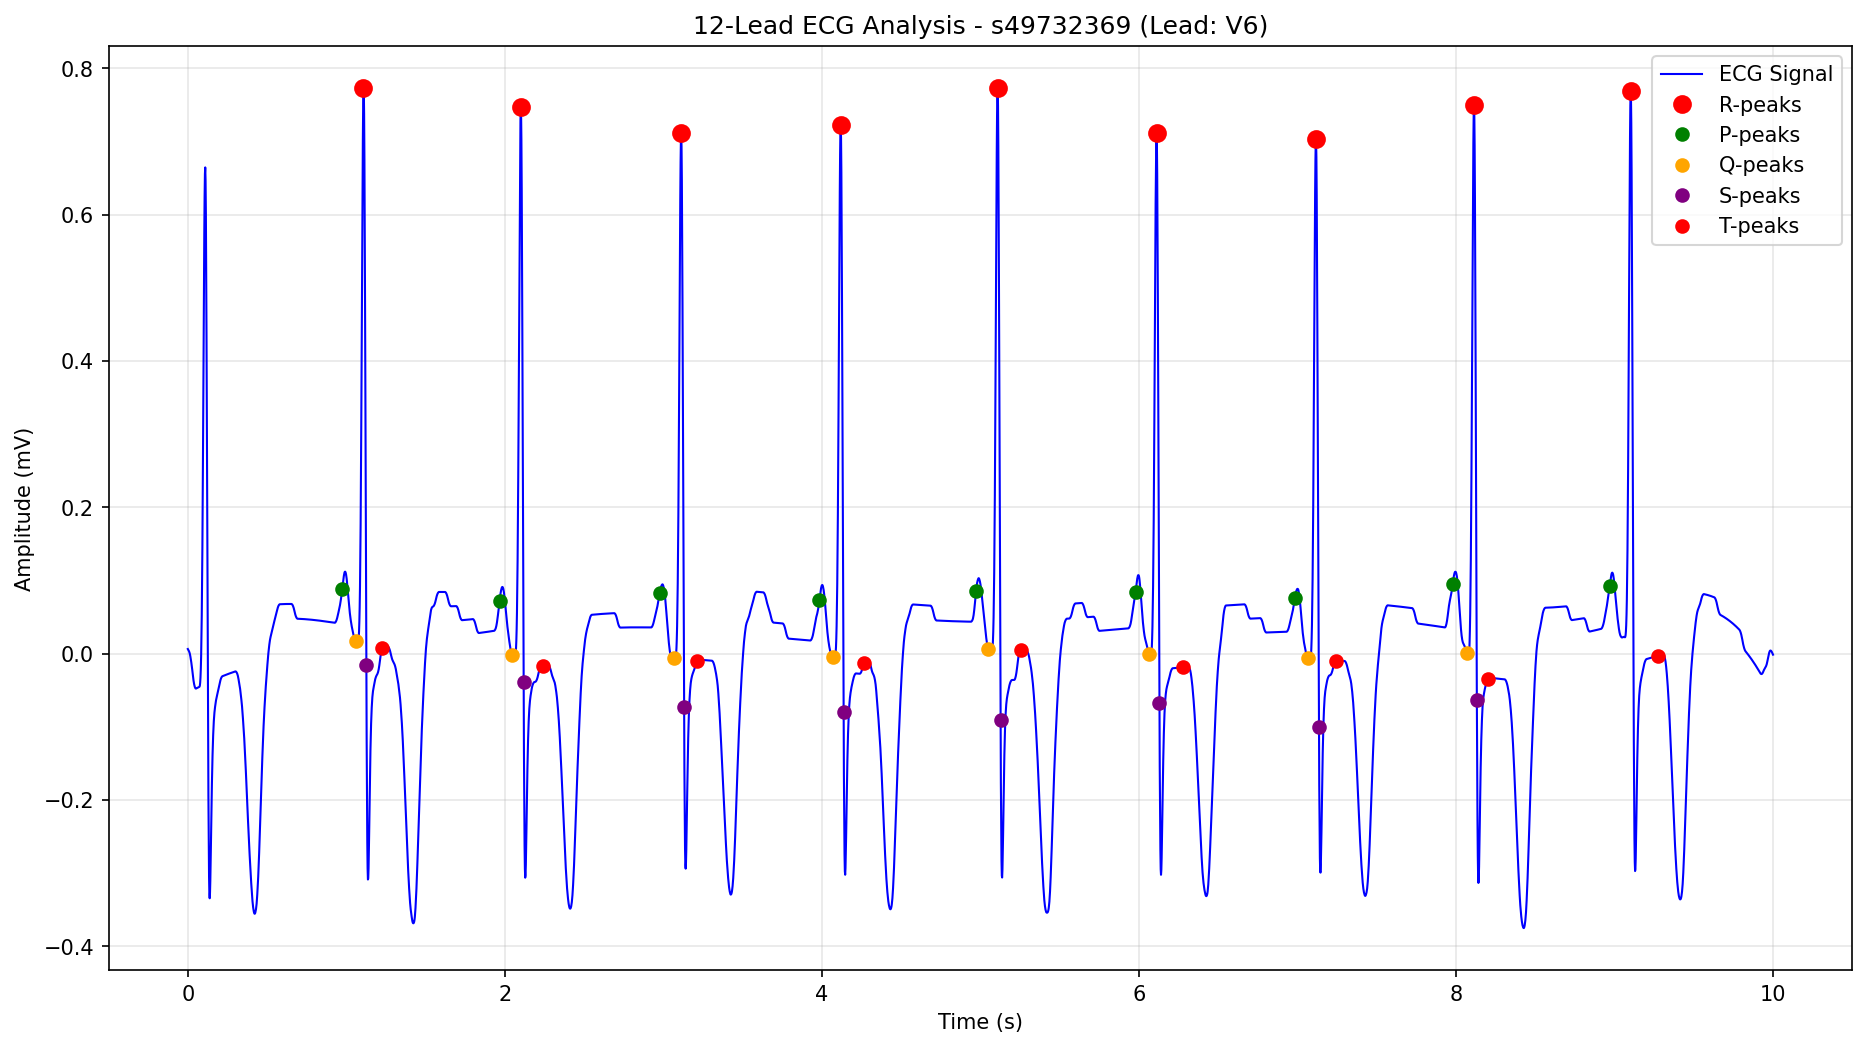 12-Lead ECG Analysis - s49732369 (Lead: V6)
ECG Signal
R-peaks
P-peaks
Q-peaks
S-peaks
T-peaks
Amplitude (mV)
0.8
0.6
0.4
0.2
0.0
−0.2
−0.4
0
2
4
6
8
10
Time (s)